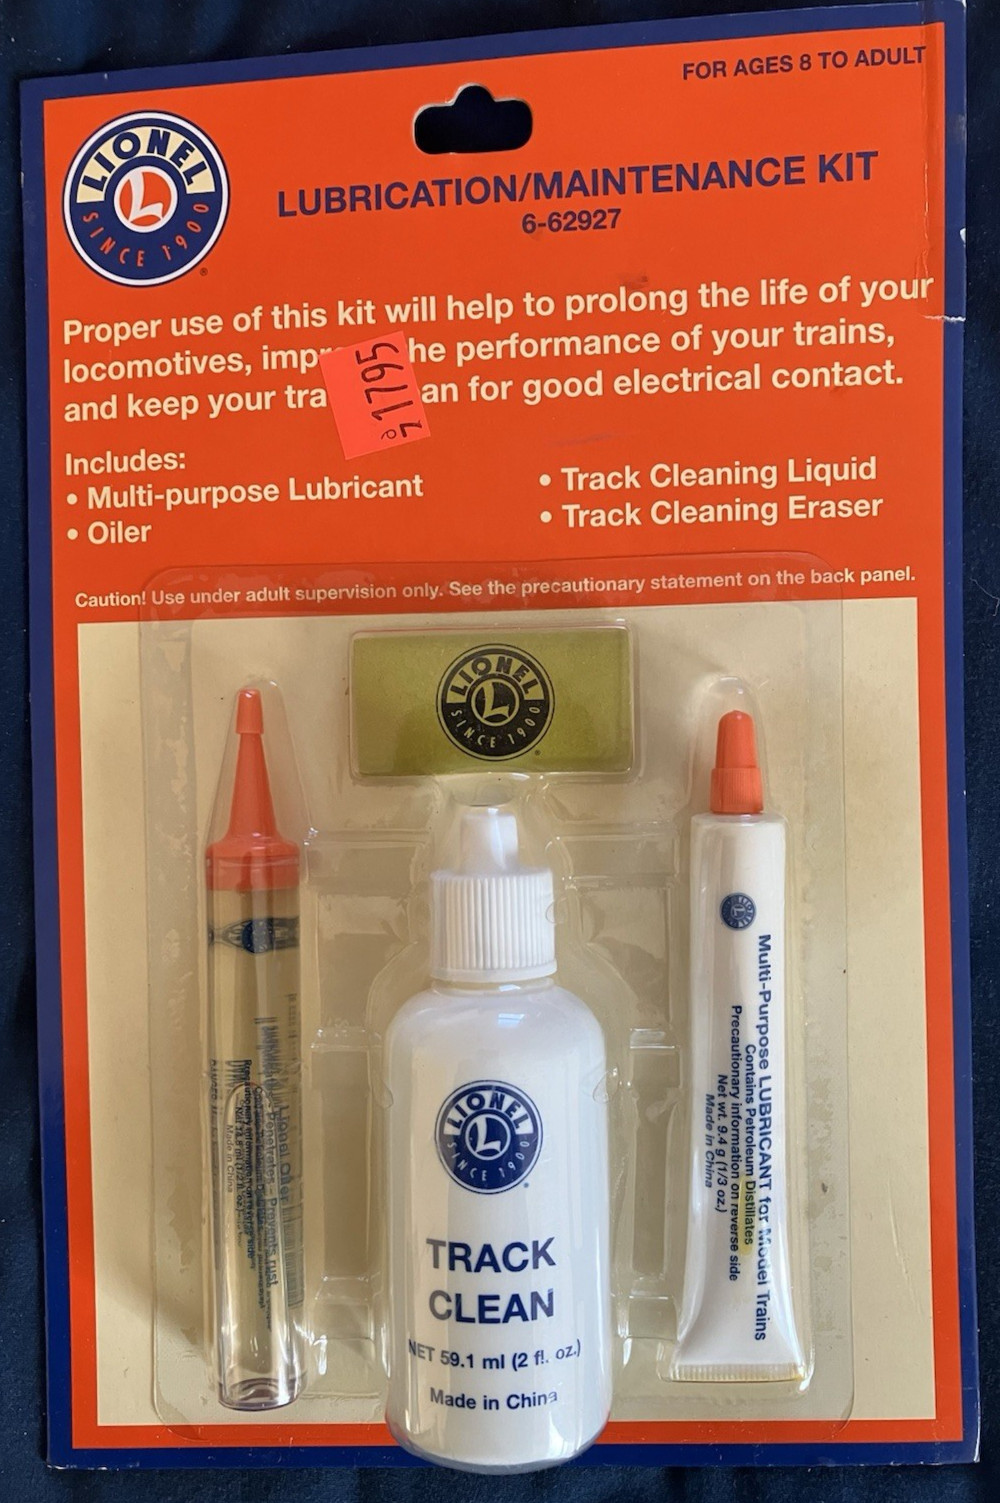 FOR AGES 8 TO ADULT
LIONEL
SINCE 1900
®
LUBRICATION/MAINTENANCE KIT
6-62927
Proper use of this kit will help to prolong the life of your
locomotives, impr he performance of your trains,
and keep your tra an for good electrical contact.
1795
Includes:
• Multi-purpose Lubricant
• Oiler
• Track Cleaning Liquid
• Track Cleaning Eraser
Caution! Use under adult supervision only. See the precautionary statement on the back panel.
LIONEL
L
SINCE 1900
Lionel Oiler
Penetrates - Prevents rust
Made in China
LIONEL
L
SINCE 1900
TRACK
CLEAN
NET 59.1 ml (2 fl. oz.)
Made in China
LIONEL
Multi-Purpose LUBRICANT for Model Trains
Contains Petroleum Distillates
Precautionary information on reverse side
Net wt. 9.4 g (1/3 oz.)
Made in China